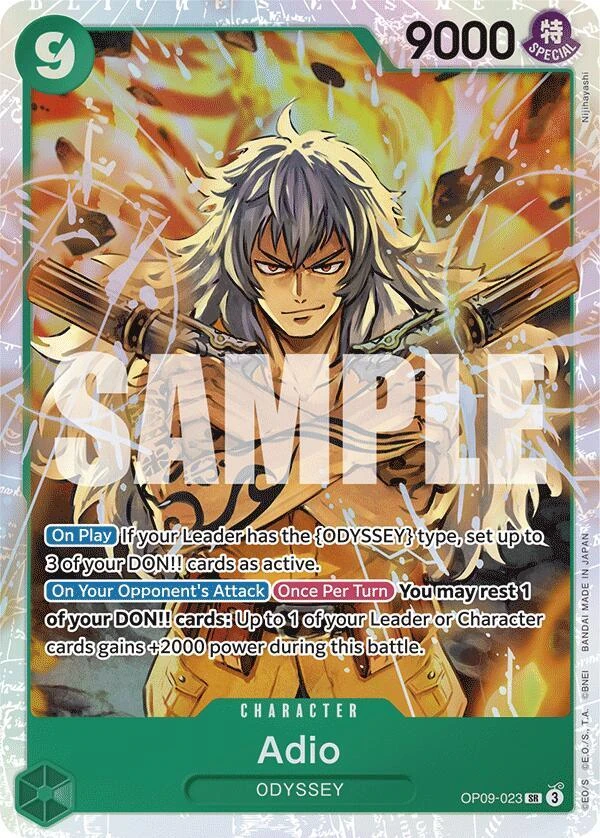 9
9000
特
SPECIAL
Nijihayashi
SAMPLE
On Play If your Leader has the {ODYSSEY} type, set up to
3 of your DON!! cards as active.
On Your Opponent's Attack Once Per Turn You may rest 1
of your DON!! cards: Up to 1 of your Leader or Character
cards gains +2000 power during this battle.
©EO/S ©E.O./S., T.A. ©BNEI BANDAI MADE IN JAPAN
CHARACTER
Adio
ODYSSEY
OP09-023 SR 3